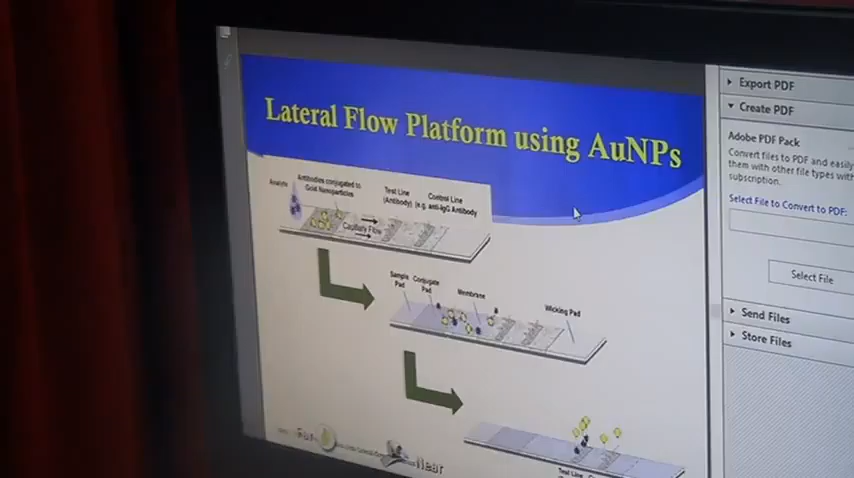 Lateral Flow Platform using AuNPs
Analyte
Antibodies conjugated to
Gold Nanoparticles
Test Line
(Antibody)
Control Line
(e.g. anti-IgG Antibody
Capillary Flow
Sample
Pad
Conjugate
Pad
Membrane
Wicking Pad
Test Line
Near
Export PDF
Create PDF
Adobe PDF Pack
Convert files to PDF and easily
them with other file types with
subscription.
Select File to Convert to PDF:
Select File
Send Files
Store Files